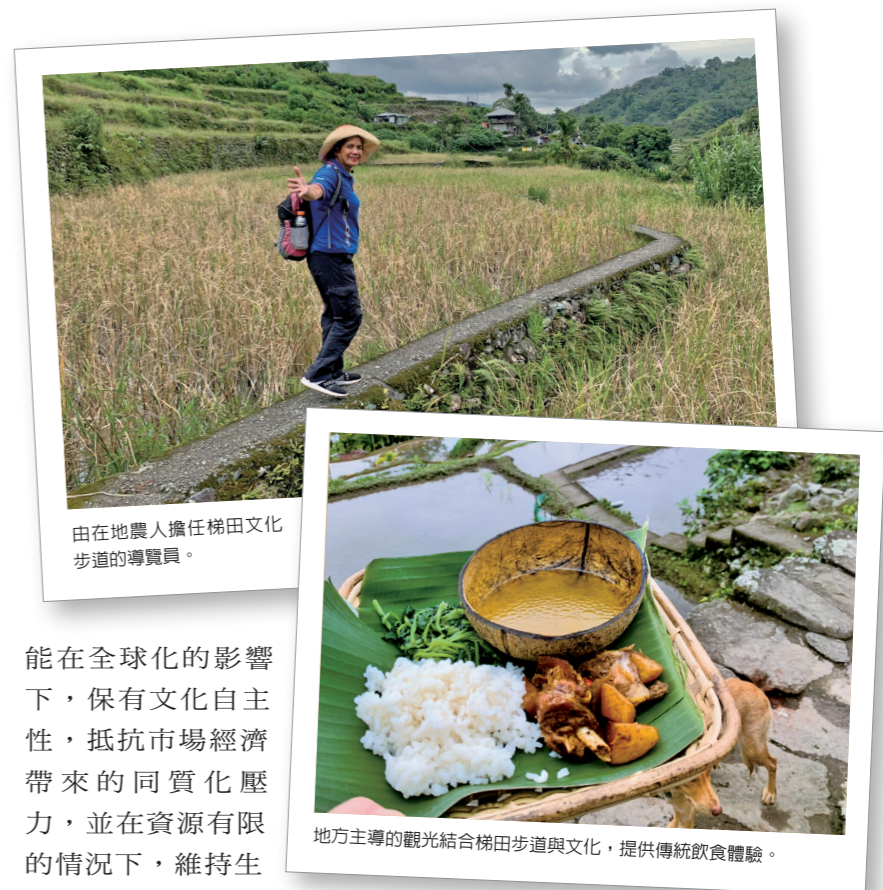 由在地農人擔任梯田文化
步道的導覽員。
能在全球化的影響
下，保有文化自主
性，抵抗市場經濟
帶來的同質化壓
力，並在資源有限
的情況下，維持生
地方主導的觀光結合梯田步道與文化，提供傳統飲食體驗。